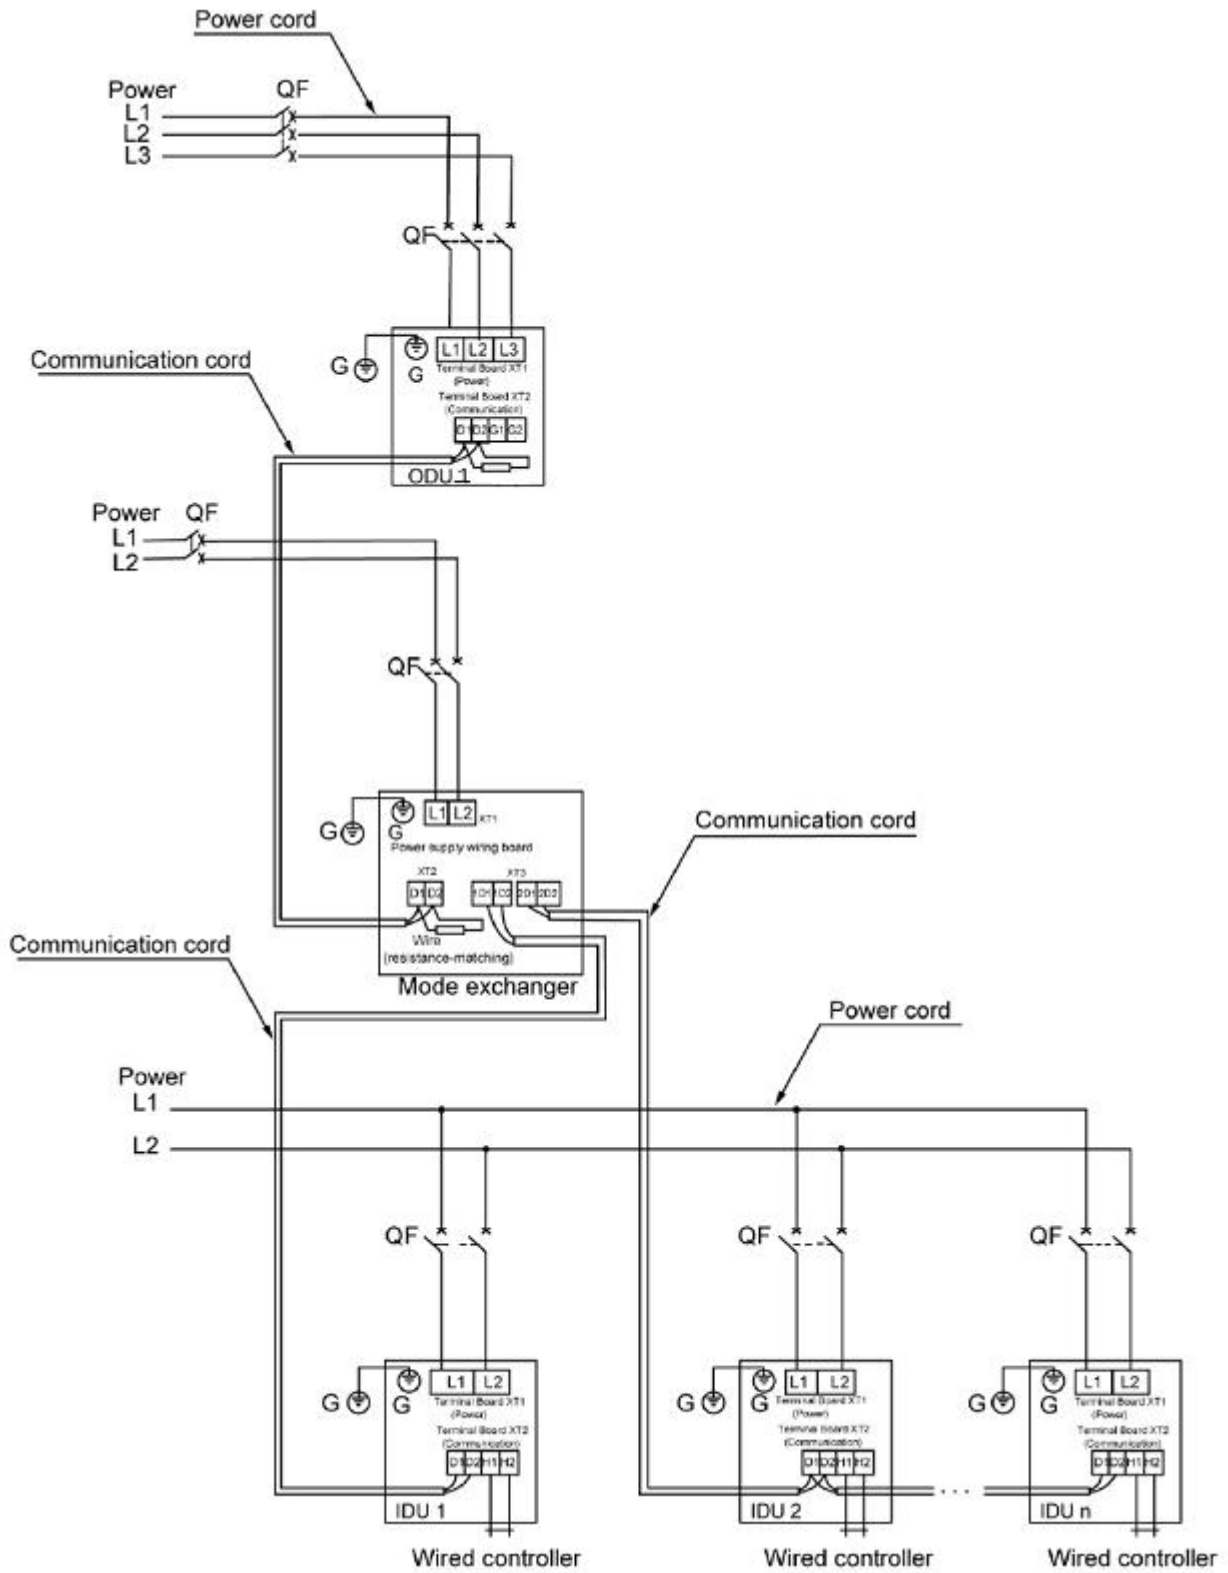 Power cord
Power
QF
L1
L2
L3
QF
G
G
L1 L2 L3
Terminal Board XT1
(Power)
Terminal Board XT2
(Communication)
D1 D2 G1 G2
ODU 1
Communication cord
Power QF
L1
L2
QF
G
G
L1 L2 XT1
Power supply wiring board
XT2 XT3
D1 D2 1D1 1D2 2D1 2D2
Wire
(resistance-matching)
Mode exchanger
Communication cord
Communication cord
Power cord
Power
L1
L2
QF QF QF
G
G
L1 L2
Terminal Board XT1
(Power)
Terminal Board XT2
(Communication)
D1 D2 H1 H2
IDU 1
Wired controller
G
G
L1 L2
Terminal Board XT1
(Power)
Terminal Board XT2
(Communication)
D1 D2 H1 H2
IDU 2
Wired controller
. . .
G
G
L1 L2
Terminal Board XT1
(Power)
Terminal Board XT2
(Communication)
D1 D2 H1 H2
IDU n
Wired controller